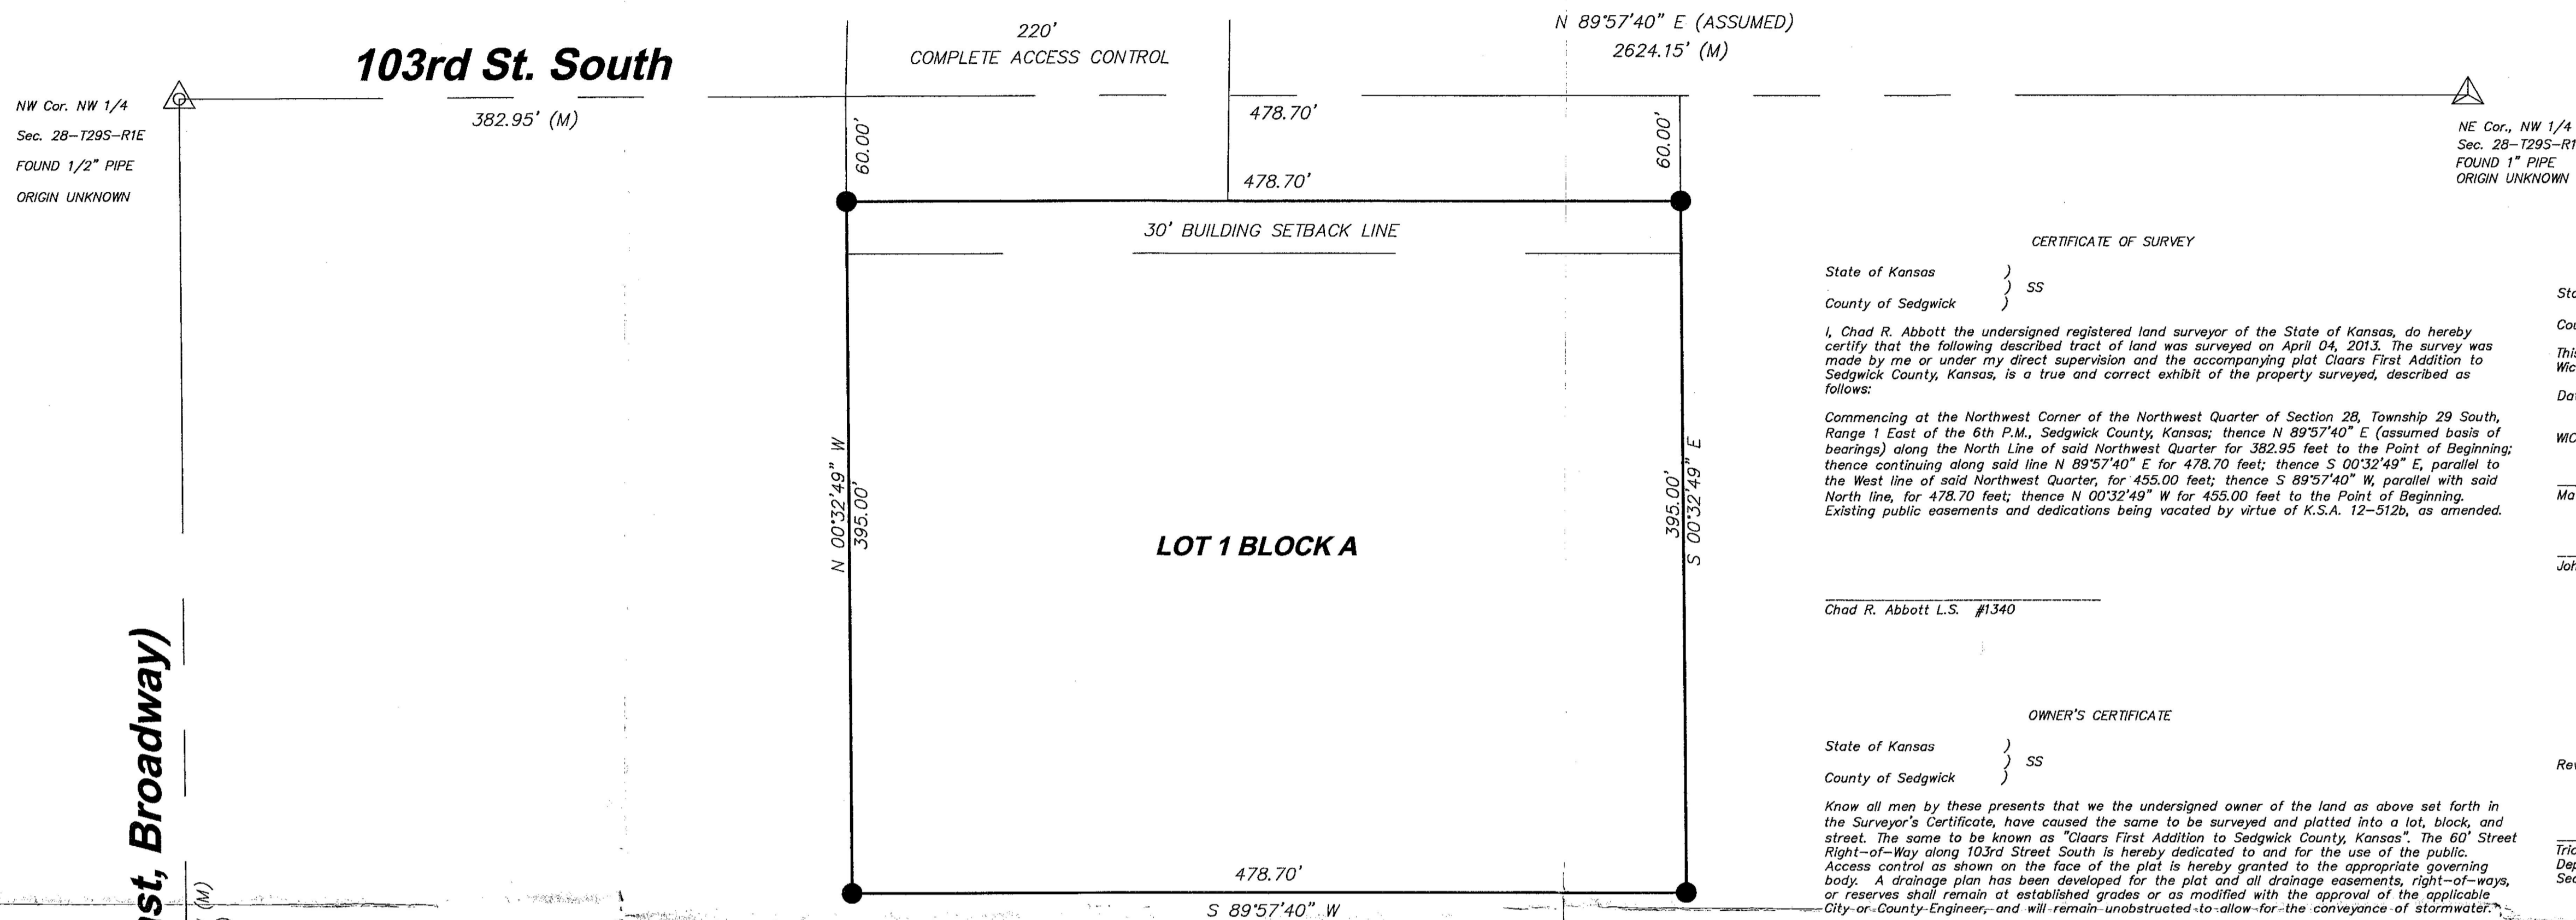 220'
COMPLETE ACCESS CONTROL
N 89°57'40" E (ASSUMED)
2624.15' (M)
103rd St. South
NW Cor. NW 1/4
Sec. 28-T29S-R1E
FOUND 1/2" PIPE
ORIGIN UNKNOWN
382.95' (M)
478.70'
60.00'
60.00'
478.70'
NE Cor., NW 1/4
Sec. 28-T29S-R1
FOUND 1" PIPE
ORIGIN UNKNOWN
30' BUILDING SETBACK LINE
N 00°32'49" W
395.00'
LOT 1 BLOCK A
395.00'
S 00°32'49" E
478.70'
S 89°57'40" W
ast, Broadway)
(M)
CERTIFICATE OF SURVEY
State of Kansas )
) SS
County of Sedgwick )
I, Chad R. Abbott the undersigned registered land surveyor of the State of Kansas, do hereby
certify that the following described tract of land was surveyed on April 04, 2013. The survey was
made by me or under my direct supervision and the accompanying plat Claars First Addition to
Sedgwick County, Kansas, is a true and correct exhibit of the property surveyed, described as
follows:
Commencing at the Northwest Corner of the Northwest Quarter of Section 28, Township 29 South,
Range 1 East of the 6th P.M., Sedgwick County, Kansas; thence N 89°57'40" E (assumed basis of
bearings) along the North Line of said Northwest Quarter for 382.95 feet to the Point of Beginning;
thence continuing along said line N 89°57'40" E for 478.70 feet; thence S 00°32'49" E, parallel to
the West line of said Northwest Quarter, for 455.00 feet; thence S 89°57'40" W, parallel with said
North line, for 478.70 feet; thence N 00°32'49" W for 455.00 feet to the Point of Beginning.
Existing public easements and dedications being vacated by virtue of K.S.A. 12-512b, as amended.
Chad R. Abbott L.S. #1340
OWNER'S CERTIFICATE
State of Kansas )
) SS
County of Sedgwick )
Know all men by these presents that we the undersigned owner of the land as above set forth in
the Surveyor's Certificate, have caused the same to be surveyed and platted into a lot, block, and
street. The same to be known as "Claars First Addition to Sedgwick County, Kansas". The 60' Street
Right-of-Way along 103rd Street South is hereby dedicated to and for the use of the public.
Access control as shown on the face of the plat is hereby granted to the appropriate governing
body. A drainage plan has been developed for the plat and all drainage easements, right-of-ways,
or reserves shall remain at established grades or as modified with the approval of the applicable
City or County Engineer, and will remain unobstructed to allow for the conveyance of stormwater.
Cou
This
Wic
Dat
WIC
Ma
Joh
Rev
Tric
Dep
Sec